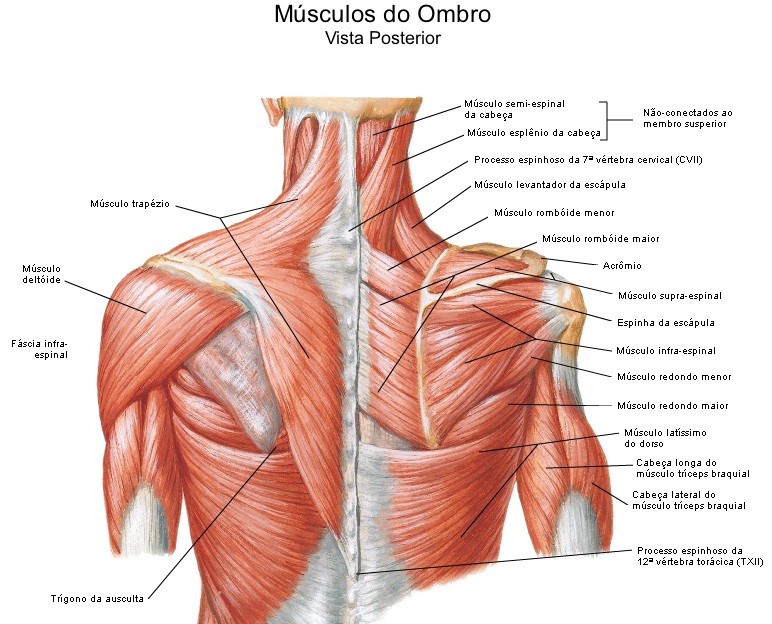 Músculos do Ombro
Vista Posterior
Músculo semi-espinal
da cabeça
Não-conectados ao
membro superior
Músculo esplênio da cabeça
Processo espinhoso da 7ª vértebra cervical (CVII)
Músculo levantador da escápula
Músculo trapézio
Músculo rombóide menor
Músculo rombóide maior
Acrômio
Músculo
deltóide
Músculo supra-espinal
Espinha da escápula
Fáscia infra-
espinal
Músculo infra-espinal
Músculo redondo menor
Músculo redondo maior
Músculo latíssimo
do dorso
Cabeça longa do
músculo tríceps braquial
Cabeça lateral do
músculo tríceps braquial
Processo espinhoso da
12ª vértebra torácica (TXII)
Trígono da ausculta